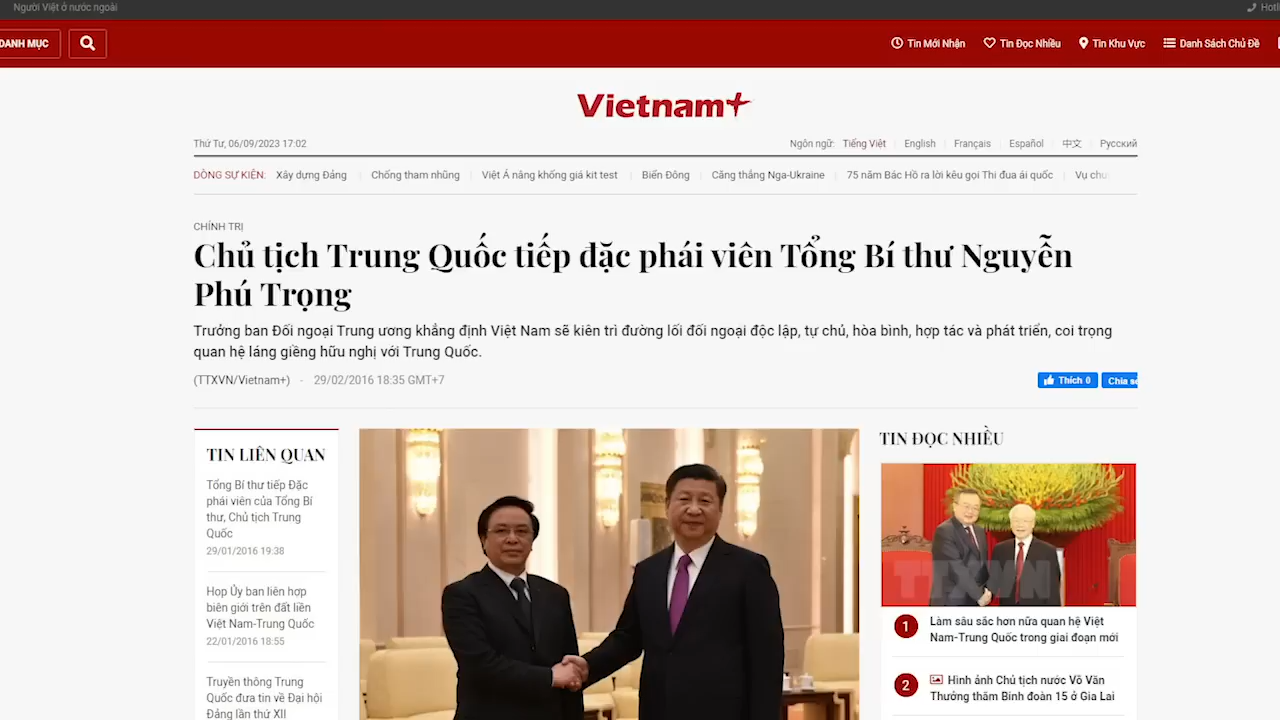 Người Việt ở nước ngoài
DANH MỤC
Tin Mới Nhận
Tin Đọc Nhiều
Tin Khu Vực
Danh Sách Chủ Đề
Vietnam+
Thứ Tư, 06/09/2023 17:02
Ngôn ngữ: Tiếng Việt English Français Español 中文 Русский
DÒNG SỰ KIỆN: Xây dựng Đảng Chống tham nhũng Việt Á nâng khống giá kit test Biển Đông Căng thẳng Nga-Ukraine 75 năm Bác Hồ ra lời kêu gọi Thi đua ái quốc Vụ
CHÍNH TRỊ
Chủ tịch Trung Quốc tiếp đặc phái viên Tổng Bí thư Nguyễn
Phú Trọng
Trưởng ban Đối ngoại Trung ương khẳng định Việt Nam sẽ kiên trì đường lối đối ngoại độc lập, tự chủ, hòa bình, hợp tác và phát triển, coi trọng
quan hệ láng giềng hữu nghị với Trung Quốc.
(TTXVN/Vietnam+) - 29/02/2016 18:35 GMT+7
Thích 0
Chia
TIN LIÊN QUAN
Tổng Bí thư tiếp Đặc
phái viên của Tổng Bí
thư, Chủ tịch Trung
Quốc
29/01/2016 19:38
Họp Ủy ban liên hợp
biên giới trên đất liền
Việt Nam-Trung Quốc
22/01/2016 18:55
Truyền thông Trung
Quốc đưa tin về Đại hội
Đảng lần thứ XII
TIN ĐỌC NHIỀU
TTXVN
1 Làm sâu sắc hơn nữa quan hệ Việt
Nam-Trung Quốc trong giai đoạn mới
2 Hình ảnh Chủ tịch nước Võ Văn
Thưởng thăm Binh đoàn 15 ở Gia Lai